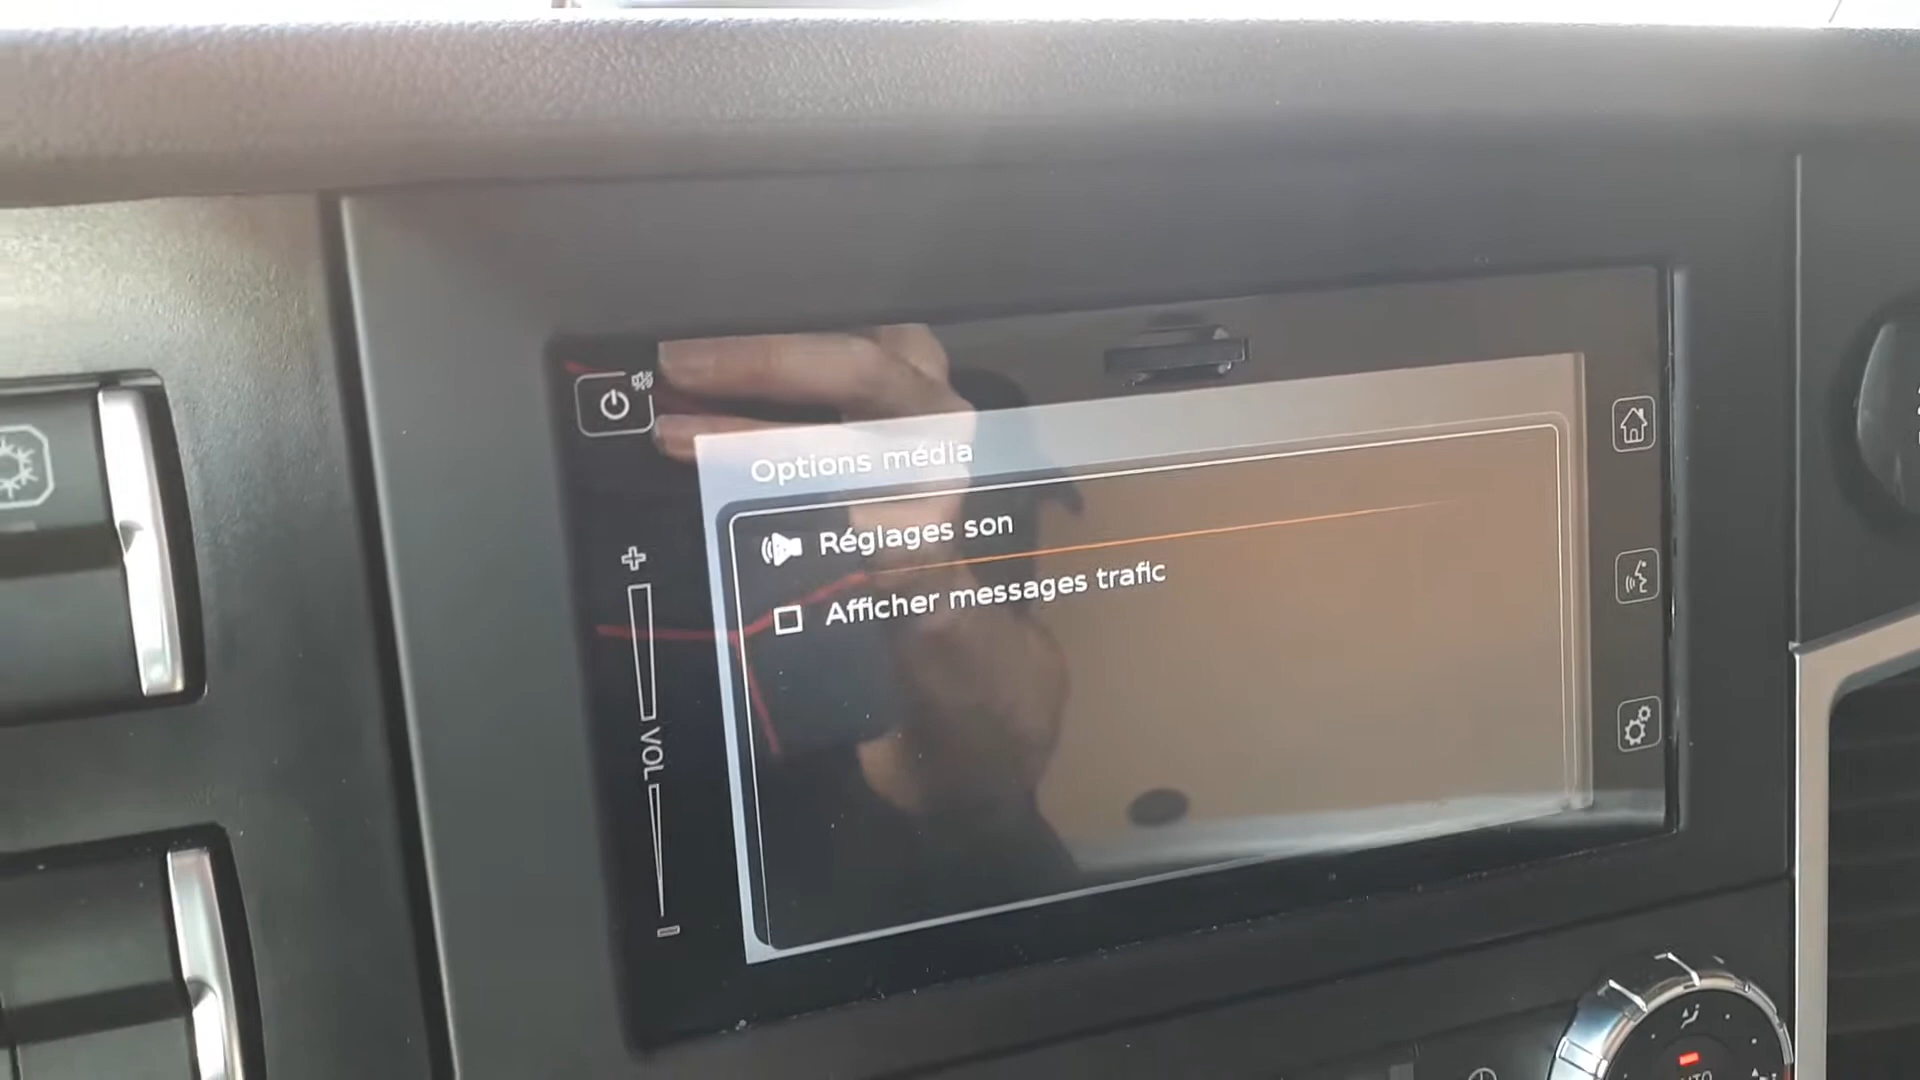 Options média
Réglages son
Afficher messages trafic
+
VOL
-